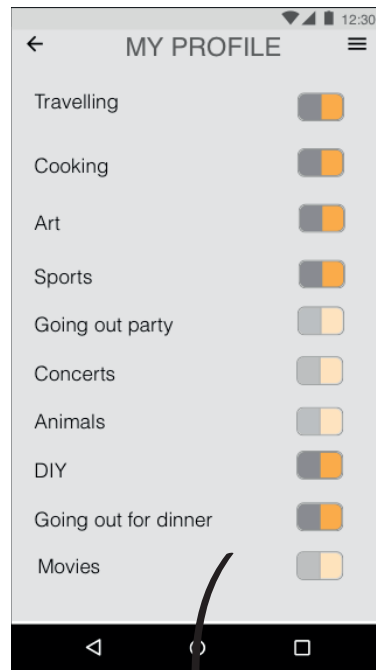 12:30
MY PROFILE
Travelling
Cooking
Art
Sports
Going out party
Concerts
Animals
DIY
Going out for dinner
Movies